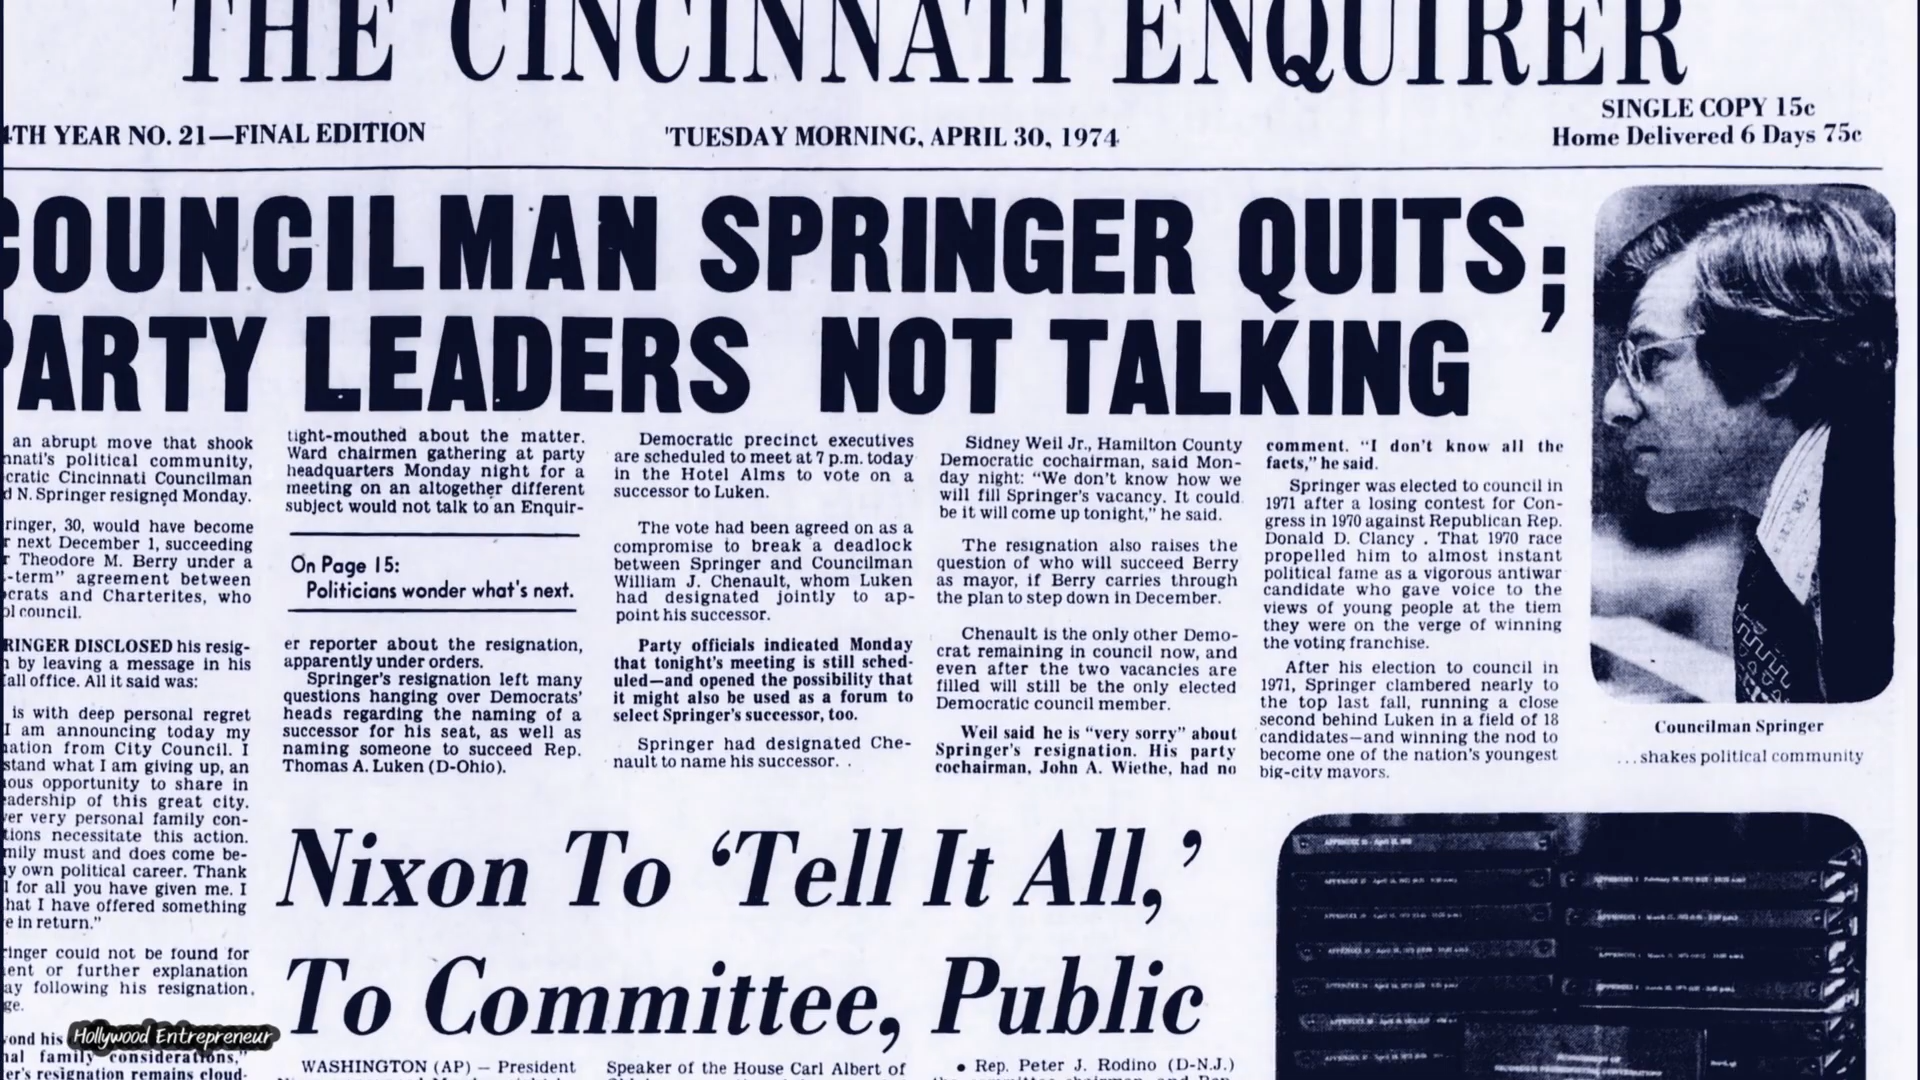 THE CINCINNATI ENQUIRER
4TH YEAR NO. 21—FINAL EDITION
'TUESDAY MORNING, APRIL 30, 1974
SINGLE COPY 15c
Home Delivered 6 Days 75c
COUNCILMAN SPRINGER QUITS;
PARTY LEADERS NOT TALKING
an abrupt move that shook
nnati's political community,
cratic Cincinnati Councilman
d N. Springer resigned Monday.
ringer, 30, would have become
r next December 1, succeeding
r Theodore M. Berry under a
-term" agreement between
crats and Charterites, who
ol council.
RINGER DISCLOSED his resig-
n by leaving a message in his
all office. All it said was:
is with deep personal regret
I am announcing today my
nation from City Council. I
stand what I am giving up, an
ious opportunity to share in
eadership of this great city.
ver very personal family con-
tions necessitate this action.
mily must and does come be-
y own political career. Thank
l for all you have given me. I
hat I have offered something
e in return."
ringer could not be found for
ent or further explanation
ay following his resignation,
ge.
ond his
nal family considerations,"
er's resignation remains cloud-
tight-mouthed about the matter.
Ward chairmen gathering at party
headquarters Monday night for a
meeting on an altogether different
subject would not talk to an Enquir-
On Page 15:
Politicians wonder what's next.
er reporter about the resignation,
apparently under orders.
Springer's resignation left many
questions hanging over Democrats'
heads regarding the naming of a
successor for his seat, as well as
naming someone to succeed Rep.
Thomas A. Luken (D-Ohio).
Democratic precinct executives
are scheduled to meet at 7 p.m. today
in the Hotel Alms to vote on a
successor to Luken.
The vote had been agreed on as a
compromise to break a deadlock
between Springer and Councilman
William J. Chenault, whom Luken
had designated jointly to ap-
point his successor.
Party officials indicated Monday
that tonight's meeting is still sched-
uled—and opened the possibility that
it might also be used as a forum to
select Springer's successor, too.
Springer had designated Che-
nault to name his successor. .
Sidney Weil Jr., Hamilton County
Democratic cochairman, said Mon-
day night: "We don't know how we
will fill Springer's vacancy. It could
be it will come up tonight," he said.
The resignation also raises the
question of who will succeed Berry
as mayor, if Berry carries through
the plan to step down in December.
Chenault is the only other Demo-
crat remaining in council now, and
even after the two vacancies are
filled will still be the only elected
Democratic council member.
Weil said he is "very sorry" about
Springer's resignation. His party
cochairman, John A. Wiethe, had no
comment. "I don't know all the
facts," he said.
Springer was elected to council in
1971 after a losing contest for Con-
gress in 1970 against Republican Rep.
Donald D. Clancy . That 1970 race
propelled him to almost instant
political fame as a vigorous antiwar
candidate who gave voice to the
views of young people at the tiem
they were on the verge of winning
the voting franchise.
After his election to council in
1971, Springer clambered nearly to
the top last fall, running a close
second behind Luken in a field of 18
candidates—and winning the nod to
become one of the nation's youngest
big-city mayors.
Councilman Springer
...shakes political community
Nixon To 'Tell It All,'
To Committee, Public
WASHINGTON (AP) — President
Speaker of the House Carl Albert of
• Rep. Peter J. Rodino (D-N.J.)
Hollywood Entrepreneur